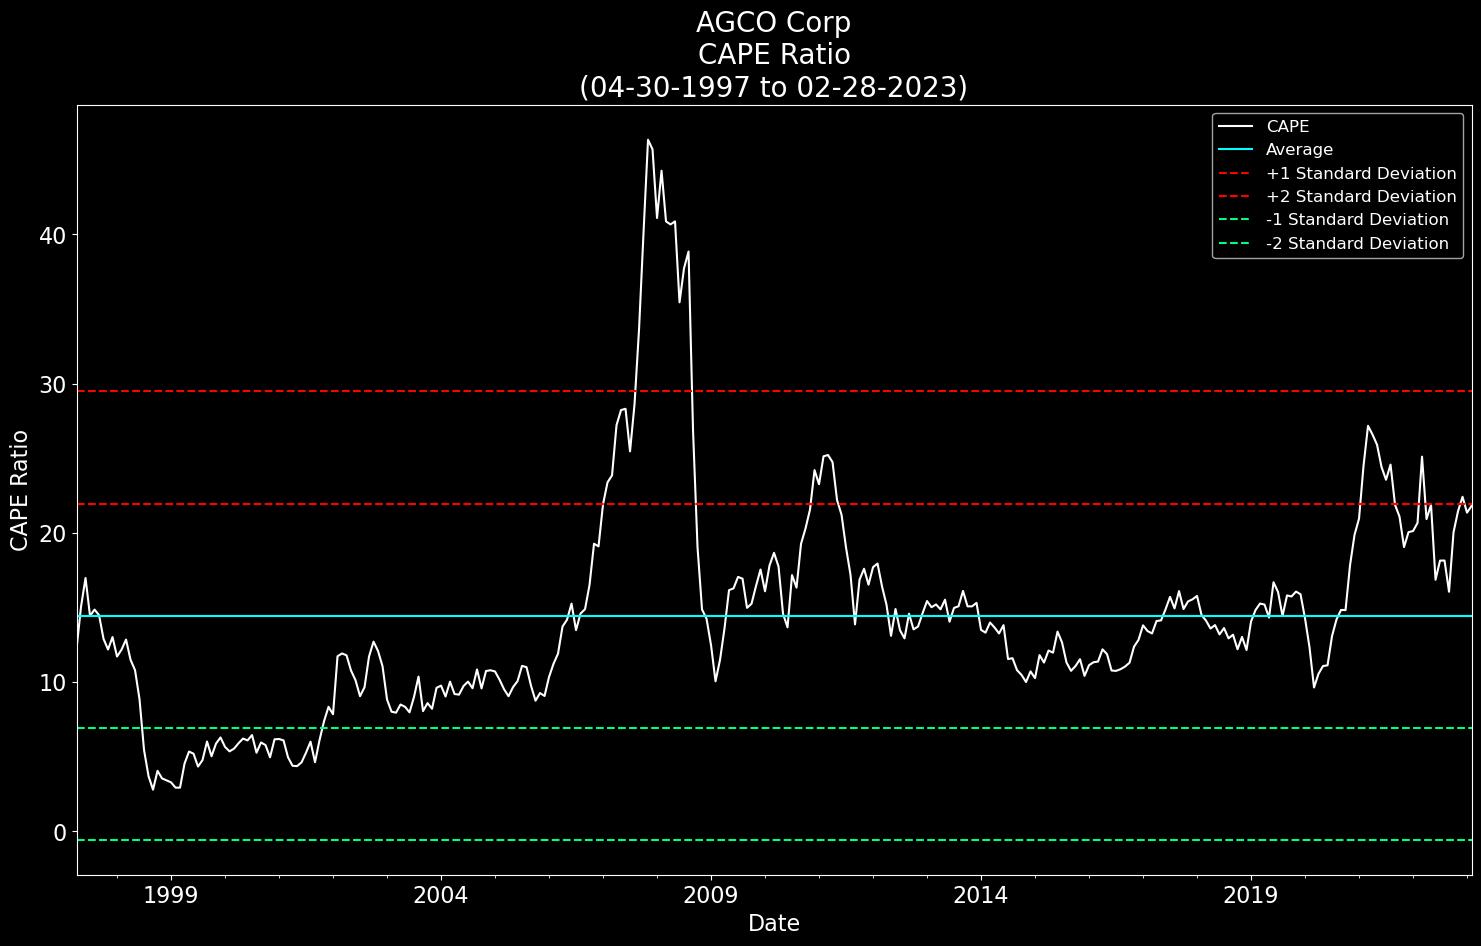 AGCO Corp
CAPE Ratio
(04-30-1997 to 02-28-2023)
CAPE
Average
+1 Standard Deviation
+2 Standard Deviation
-1 Standard Deviation
-2 Standard Deviation
CAPE Ratio
40
30
20
10
0
1999 2004 2009 2014 2019
Date